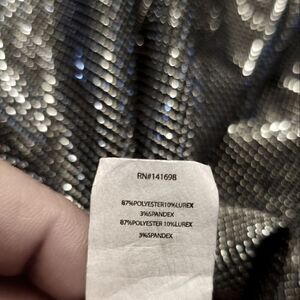 RN#141698
87%POLYESTER10%LUREX
3%SPANDEX
87%POLYESTER 10%LUREX
3%SPANDEX